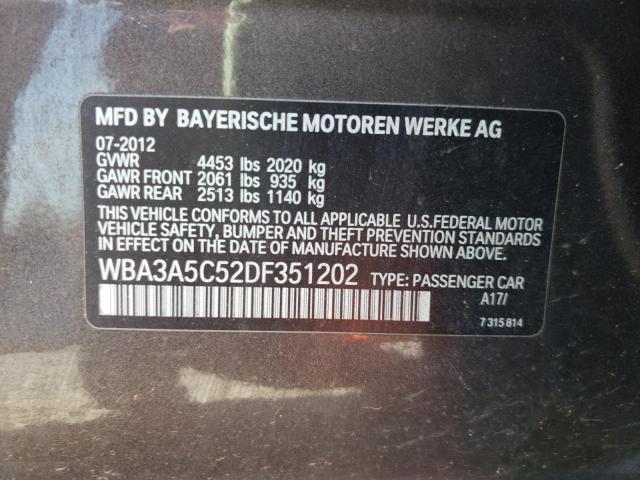 MFD BY BAYERISCHE MOTOREN WERKE AG
07-2012
GVWR 4453 lbs 2020 kg
GAWR FRONT 2061 lbs 935 kg
GAWR REAR 2513 lbs 1140 kg
THIS VEHICLE CONFORMS TO ALL APPLICABLE U.S.FEDERAL MOTOR
VEHICLE SAFETY, BUMPER AND THEFT PREVENTION STANDARDS
IN EFFECT ON THE DATE OF MANUFACTURE SHOWN ABOVE.
WBA3A5C52DF351202 TYPE: PASSENGER CAR
A17/
7 315 814